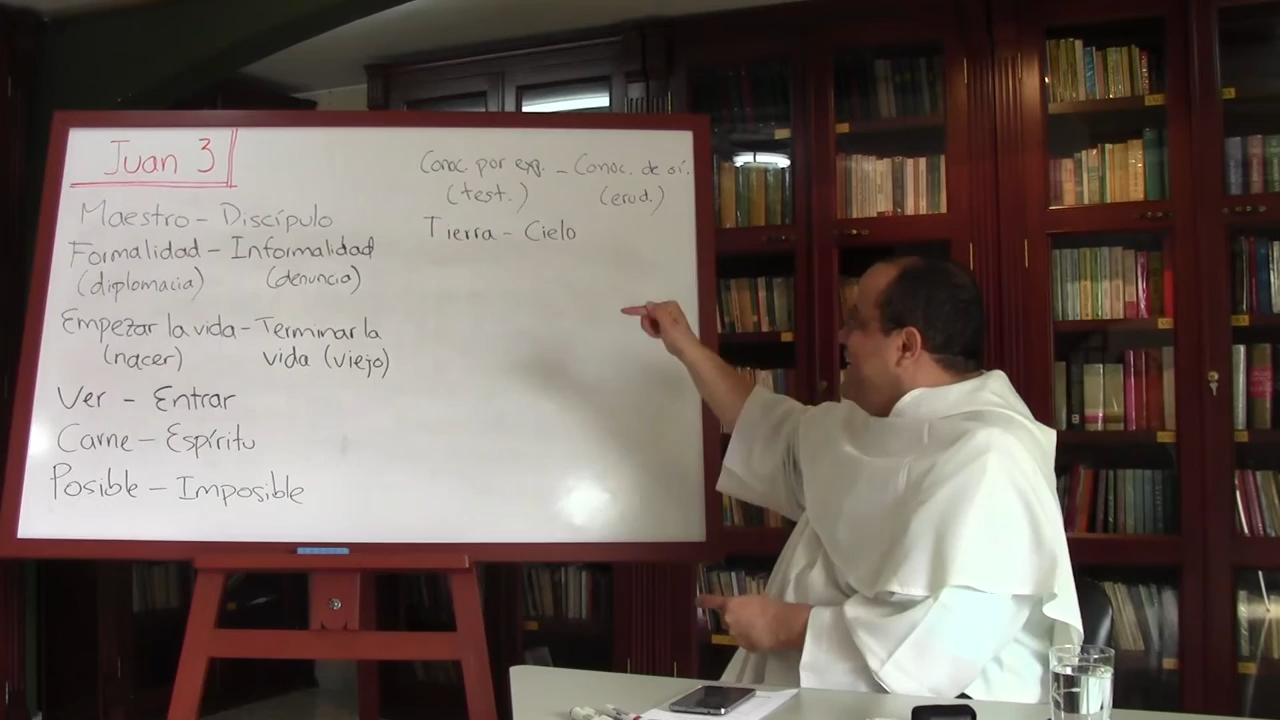 Juan 3
Maestro - Discípulo
Formalidad - Informalidad
(diplomacia) (denuncia)
Empezar la vida - Terminar la
(nacer) vida (viejo)
Ver - Entrar
Carne - Espíritu
Posible - Imposible
Conoc. por exp. - Conoc. de oí.
(test.) (erud.)
Tierra - Cielo